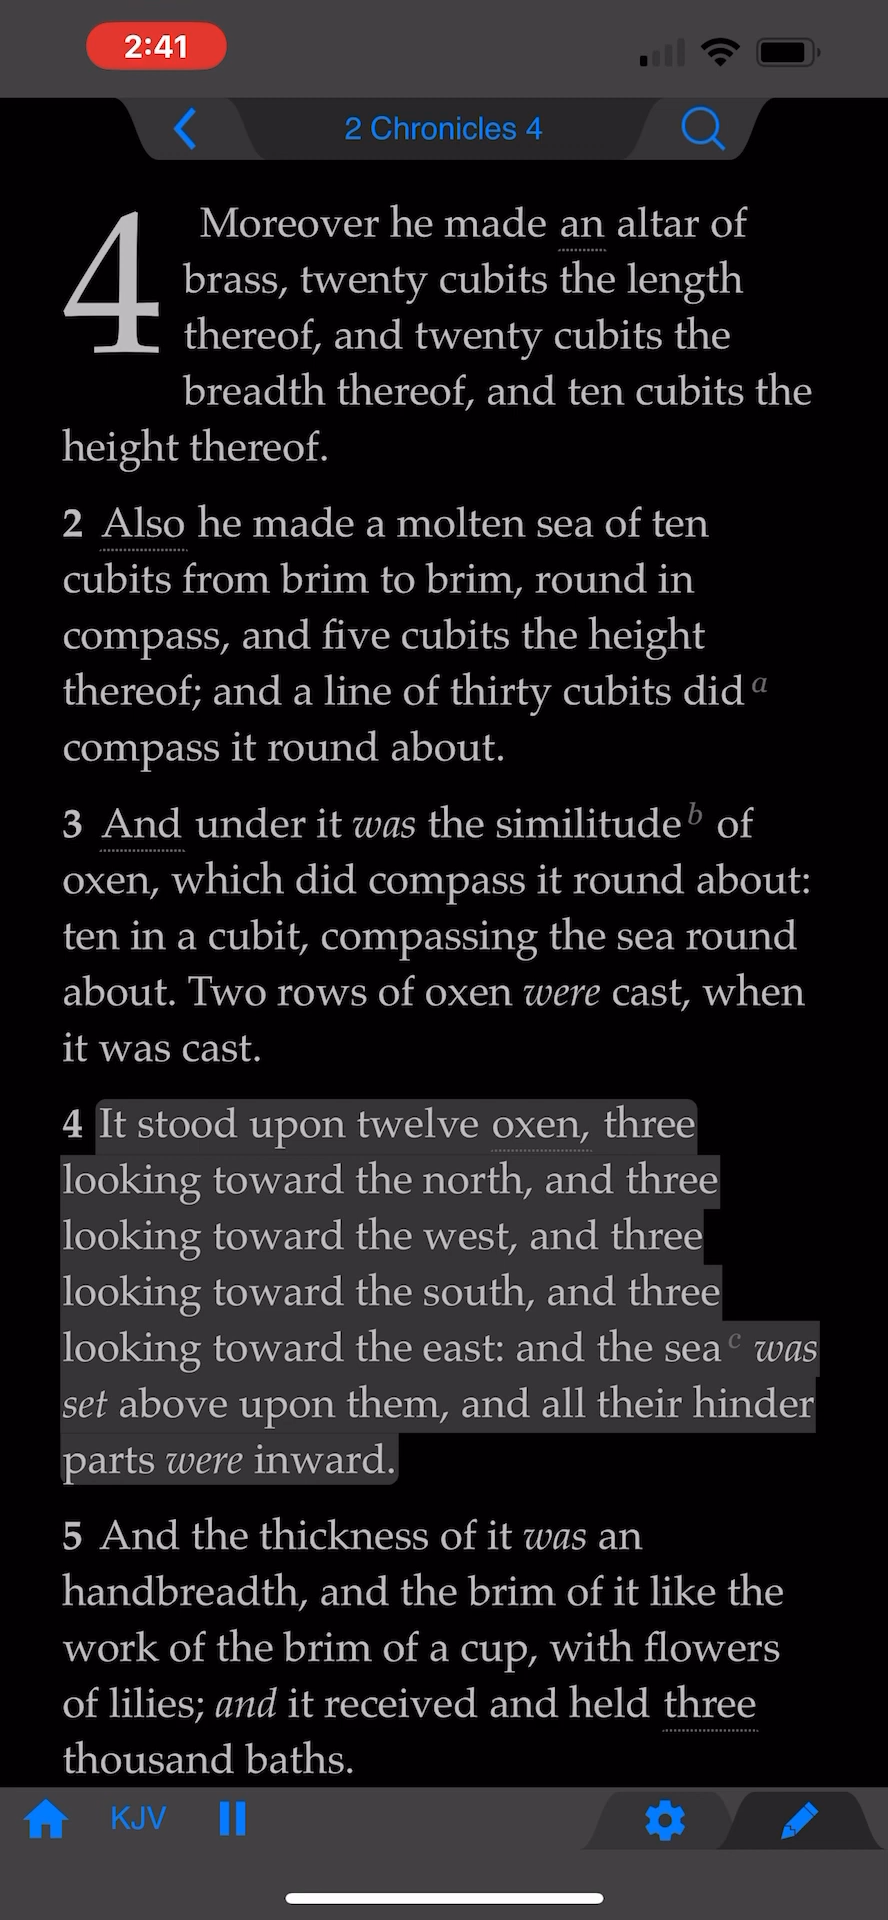 2:41
2 Chronicles 4
4 Moreover he made an altar of
brass, twenty cubits the length
thereof, and twenty cubits the
breadth thereof, and ten cubits the
height thereof.
2 Also he made a molten sea of ten
cubits from brim to brim, round in
compass, and five cubits the height
thereof; and a line of thirty cubits did a
compass it round about.
3 And under it was the similitude b of
oxen, which did compass it round about:
ten in a cubit, compassing the sea round
about. Two rows of oxen were cast, when
it was cast.
4 It stood upon twelve oxen, three
looking toward the north, and three
looking toward the west, and three
looking toward the south, and three
looking toward the east: and the sea c was
set above upon them, and all their hinder
parts were inward.
5 And the thickness of it was an
handbreadth, and the brim of it like the
work of the brim of a cup, with flowers
of lilies; and it received and held three
thousand baths.
KJV